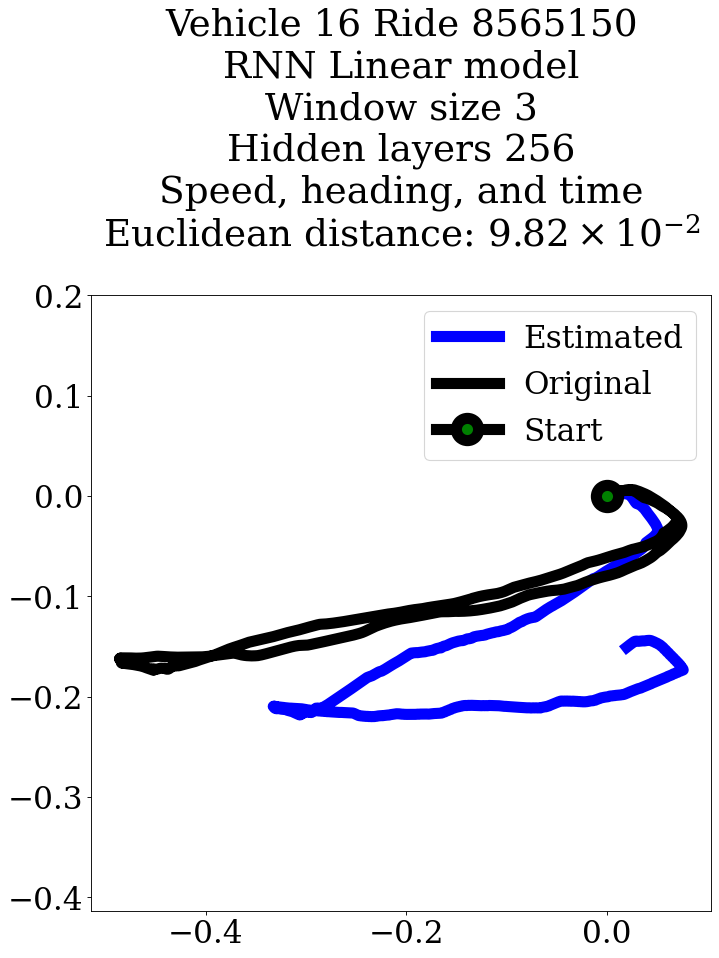 Vehicle 16 Ride 8565150
RNN Linear model
Window size 3
Hidden layers 256
Speed, heading, and time
Euclidean distance: 9.82 × 10⁻²
0.2
Estimated
0.1
Original
Start
0.0
−0.1
−0.2
−0.3
−0.4
−0.4 −0.2 0.0